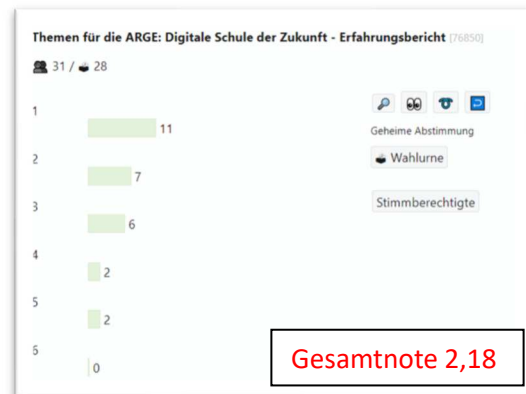 Themen für die ARGE: Digitale Schule der Zukunft - Erfahrungsbericht [76850]
31 / 28
1
11
Geheime Abstimmung
2
Wahlurne
7
3
Stimmberechtigte
6
4
2
5
2
6
0
Gesamtnote 2,18